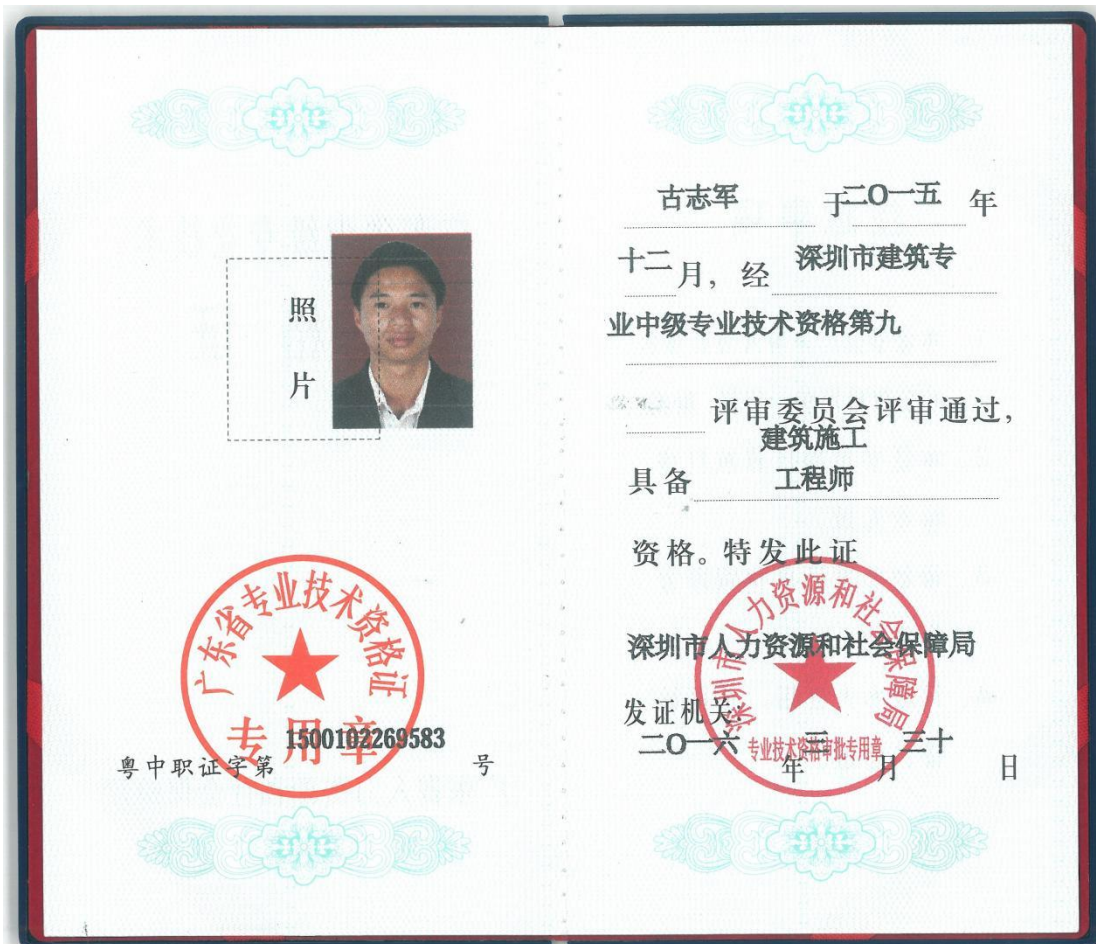 照
片
广东省专业技术资格证
专用章
1500102269583
粤中职证字第 号
古志军 于二〇一五 年
十二月，经 深圳市建筑专
业中级专业技术资格第九
评审委员会评审通过，
建筑施工
具备 工程师
资格。特发此证
深圳市人力资源和社会保障局
深圳市人力资源和社会保障局
发证机关:
专业技术资格审批专用章
二〇一六 年 三 月 三十 日